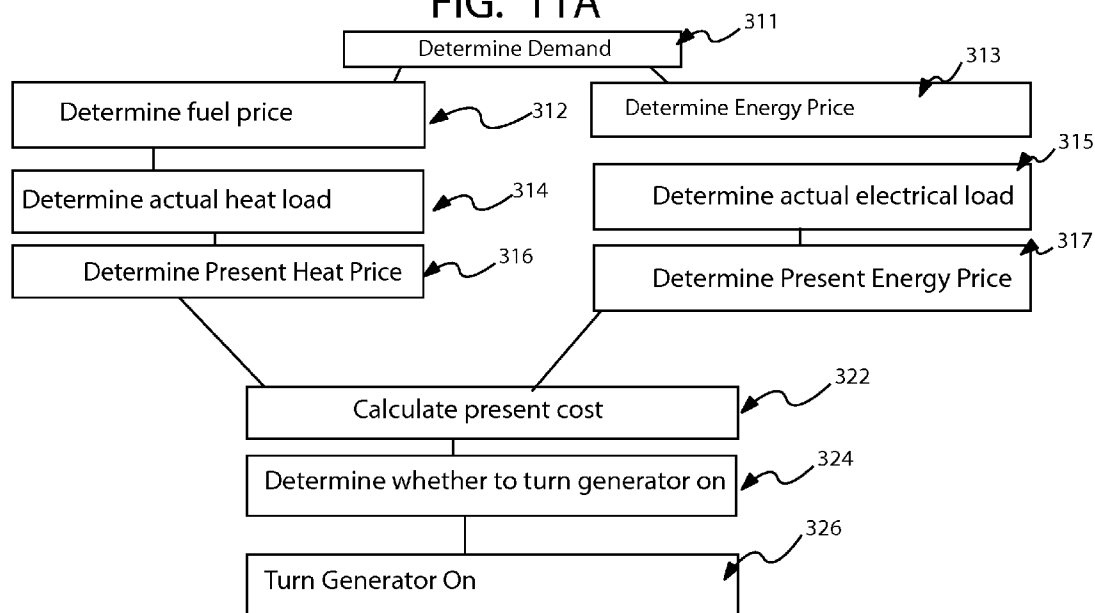 FIG. 11A
311
Determine Demand
313
Determine fuel price
312
Determine Energy Price
315
Determine actual heat load
314
Determine actual electrical load
317
Determine Present Heat Price
316
Determine Present Energy Price
322
Calculate present cost
324
Determine whether to turn generator on
326
Turn Generator On